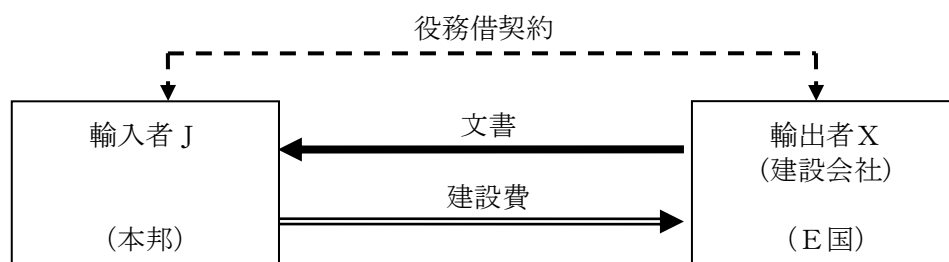 役務借契約
輸入者J
(本邦)
文書
建設費
輸出者X
(建設会社)
(E国)